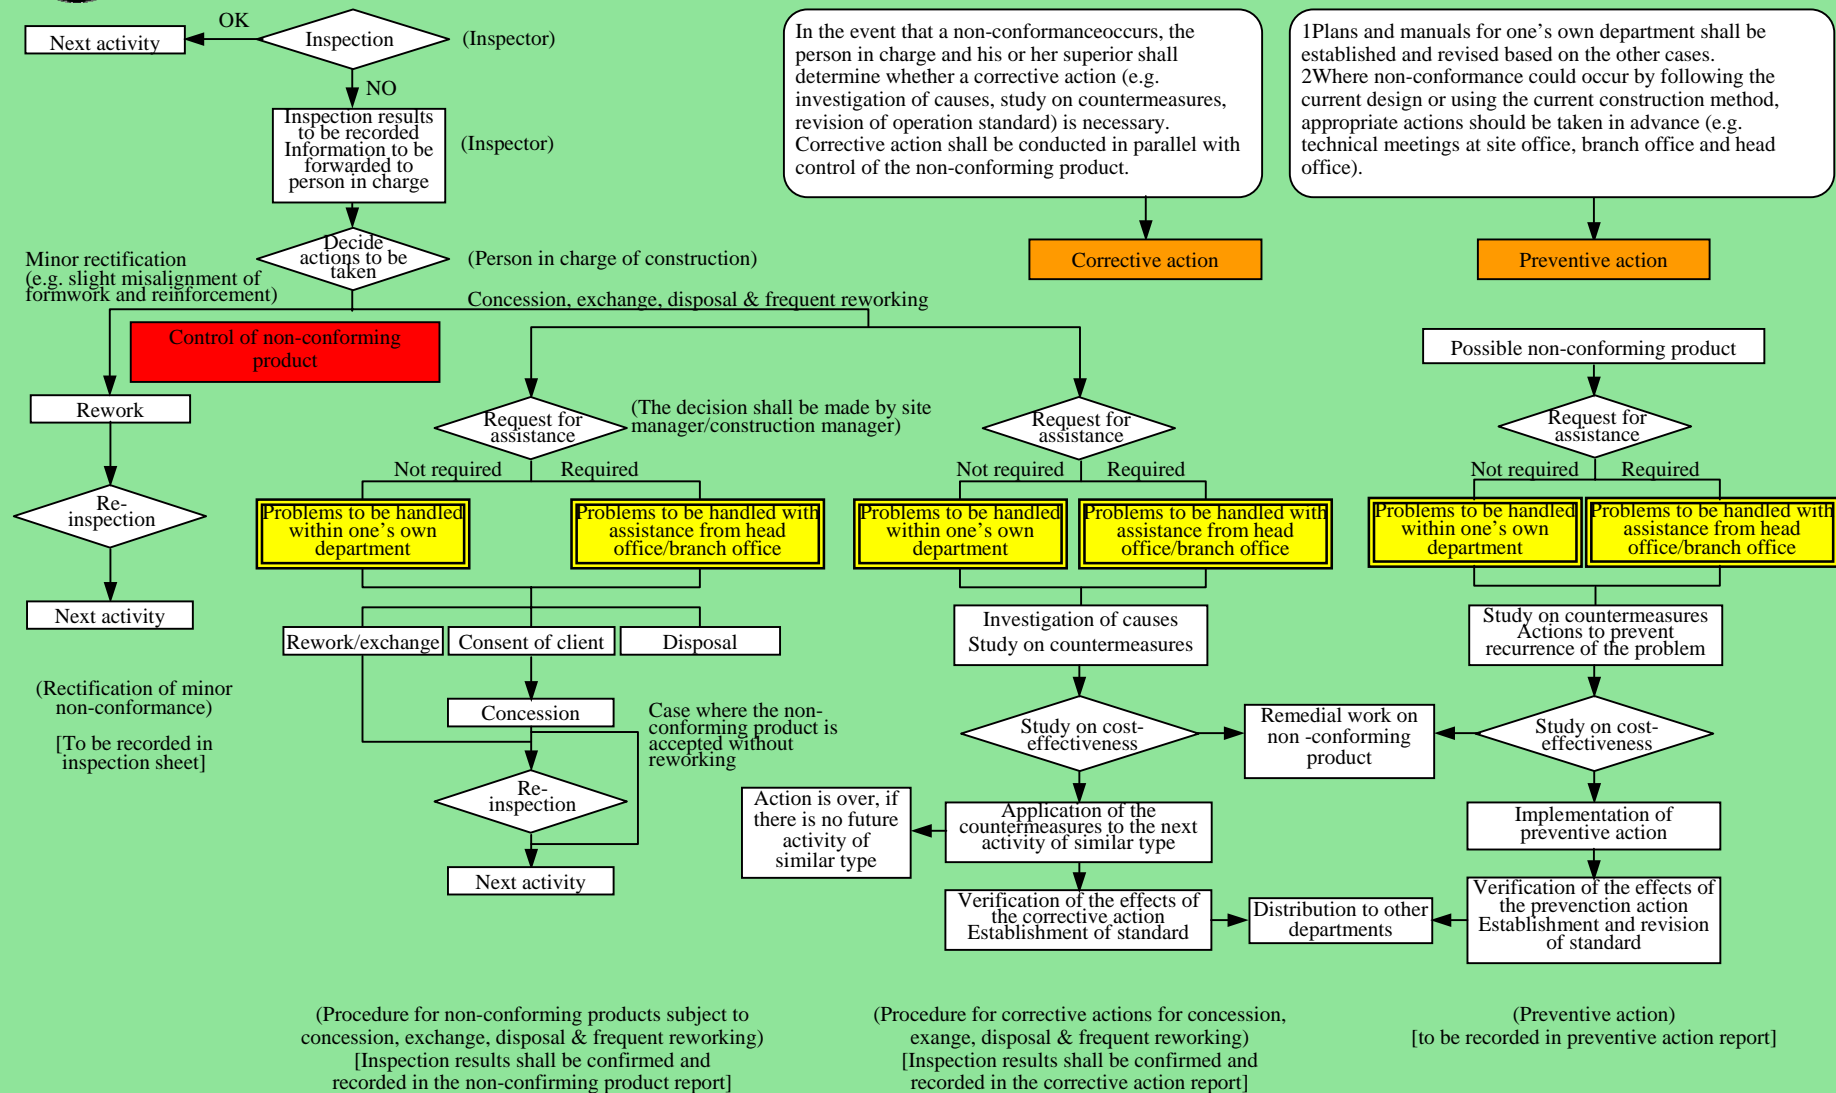 OK
Next activity
Inspection
(Inspector)
NO
Inspection results
to be recorded
Information to be
forwarded to
person in charge
(Inspector)
Decide
actions to be
taken
(Person in charge of construction)
Minor rectification
(e.g. slight misalignment of
formwork and reinforcement)
Concession, exchange, disposal & frequent reworking
In the event that a non-conformanceoccurs, the
person in charge and his or her superior shall
determine whether a corrective action (e.g.
investigation of causes, study on countermeasures,
revision of operation standard) is necessary.
Corrective action shall be conducted in parallel with
control of the non-conforming product.
1Plans and manuals for one’s own department shall be
established and revised based on the other cases.
2Where non-conformance could occur by following the
current design or using the current construction method,
appropriate actions should be taken in advance (e.g.
technical meetings at site office, branch office and head
office).
Corrective action
Preventive action
Control of non-conforming
product
Possible non-conforming product
Rework
Re-
inspection
Next activity
(Rectification of minor
non-conformance)
[To be recorded in
inspection sheet]
Request for
assistance
(The decision shall be made by site
manager/construction manager)
Not required
Required
Problems to be handled
within one’s own
department
Problems to be handled with
assistance from head
office/branch office
Rework/exchange
Consent of client
Disposal
Concession
Case where the non-
conforming product is
accepted without
reworking
Re-
inspection
Next activity
(Procedure for non-conforming products subject to
concession, exchange, disposal & frequent reworking)
[Inspection results shall be confirmed and
recorded in the non-confirming product report]
Request for
assistance
Not required
Required
Problems to be handled
within one’s own
department
Problems to be handled with
assistance from head
office/branch office
Investigation of causes
Study on countermeasures
Study on cost-
effectiveness
Remedial work on
non -conforming
product
Action is over, if
there is no future
activity of
similar type
Application of the
countermeasures to the next
activity of similar type
Verification of the effects of
the corrective action
Establishment of standard
Distribution to other
departments
(Procedure for corrective actions for concession,
exange, disposal & frequent reworking)
[Inspection results shall be confirmed and
recorded in the corrective action report]
Request for
assistance
Not required
Required
Problems to be handled
within one’s own
department
Problems to be handled with
assistance from head
office/branch office
Study on countermeasures
Actions to prevent
recurrence of the problem
Study on cost-
effectiveness
Implementation of
preventive action
Verification of the effects of
the prevenction action
Establishment and revision
of standard
(Preventive action)
[to be recorded in preventive action report]